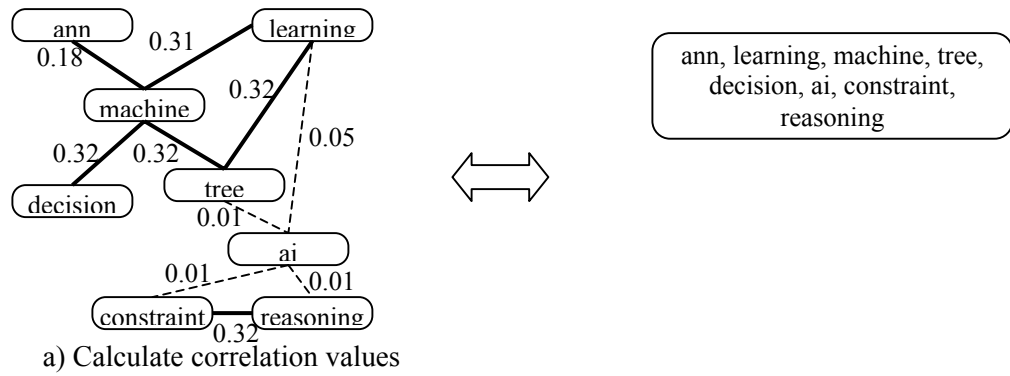 ann
learning
0.18
0.31
machine
0.32
0.05
0.32
0.32
tree
decision
0.01
ai
0.01
0.01
constraint
reasoning
0.32
a) Calculate correlation values
ann, learning, machine, tree,
decision, ai, constraint,
reasoning